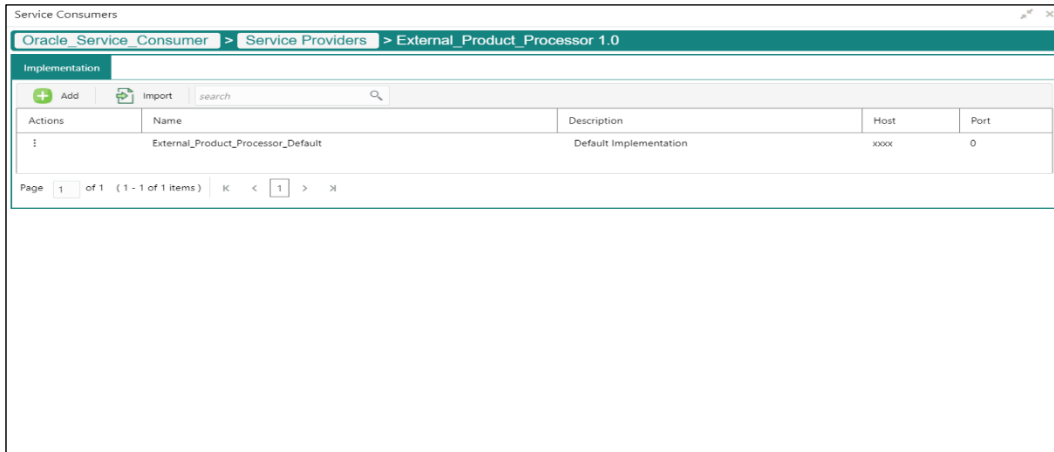 Service Consumers
Oracle_Service_Consumer > Service Providers > External_Product_Processor 1.0
Implementation
Add Import search
Actions Name Description Host Port
External_Product_Processor_Default Default Implementation xxxx 0
Page 1 of 1 (1 - 1 of 1 items) K < 1 > >|